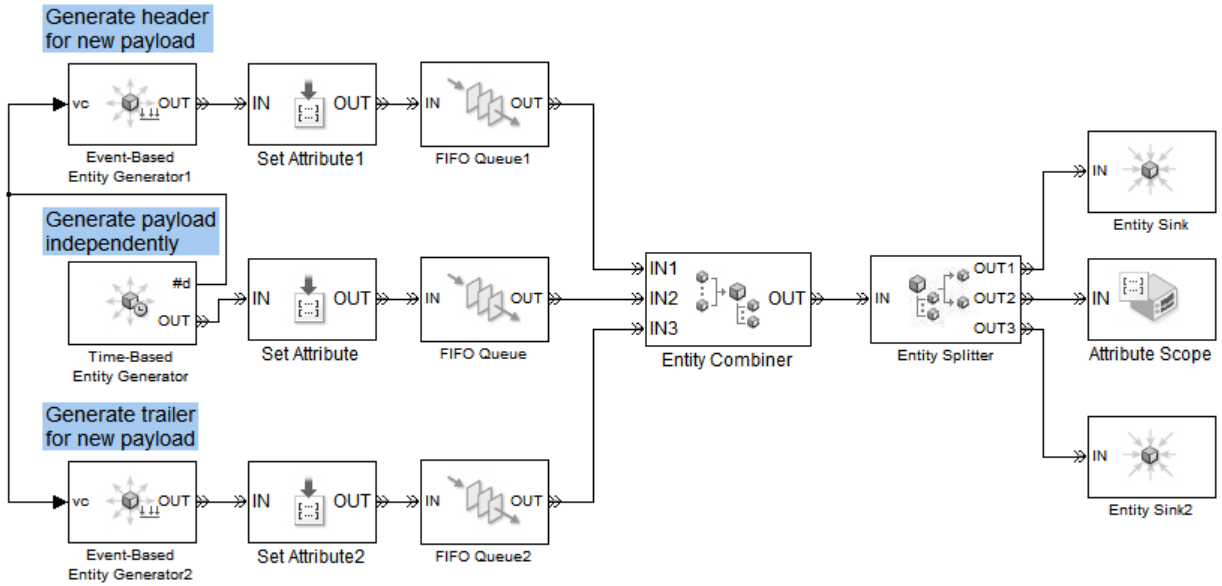 Generate header
for new payload
vc
OUT
Event-Based
Entity Generator1
IN
OUT
Set Attribute1
IN
OUT
FIFO Queue1
Generate payload
independently
#d
OUT
Time-Based
Entity Generator
IN
OUT
Set Attribute
IN
OUT
FIFO Queue
Generate trailer
for new payload
vc
OUT
Event-Based
Entity Generator2
IN
OUT
Set Attribute2
IN
OUT
FIFO Queue2
IN1
IN2
IN3
OUT
Entity Combiner
IN
OUT1
OUT2
OUT3
Entity Splitter
IN
Entity Sink
IN
Attribute Scope
IN
Entity Sink2